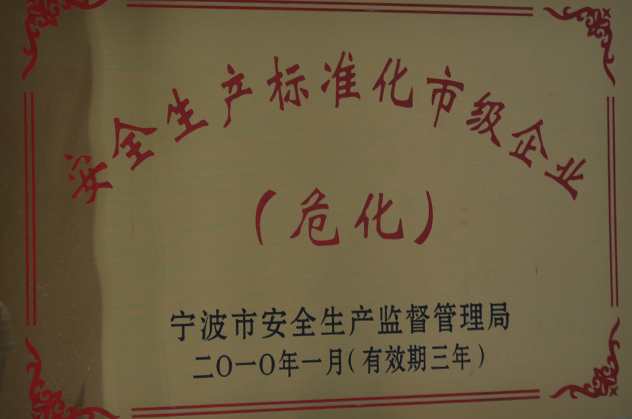 安全生产标准化市级企业
（危化）
宁波市安全生产监督管理局
二〇一〇年一月（有效期三年）